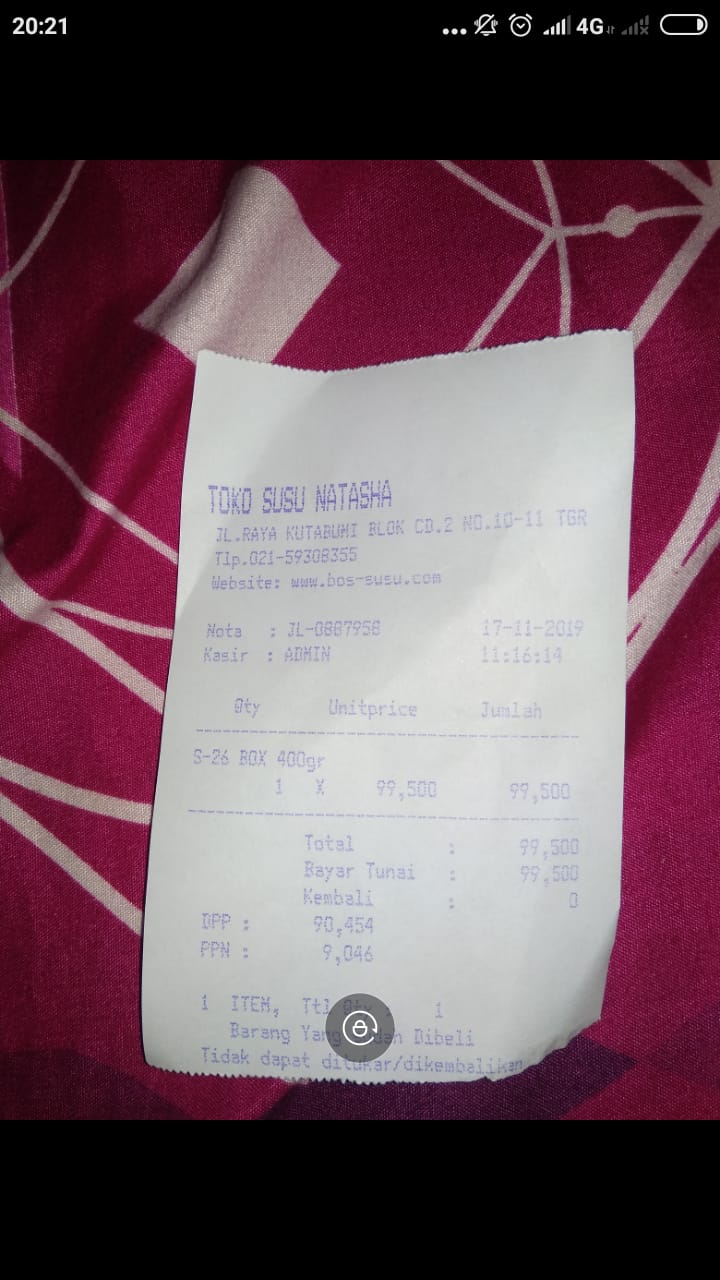 20:21
4G
TOKO SUSU NATASHA
JL.RAYA KUTABUMI BLOK CD.2 NO.10-11 TGR
Tlp.021-59308355
Website: www.bos-susu.com
Nota : JL-0887958 17-11-2019
Kasir : ADMIN 11:16:14
Qty Unitprice Jumlah
S-26 BOX 400gr
1 X 99,500 99,500
Total : 99,500
Bayar Tunai : 99,500
Kembali : 0
DPP : 90,454
PPN : 9,046
1 ITEM, Ttl Qty : 1
Barang Yang dan Dibeli
Tidak dapat ditukar/dikembalikan